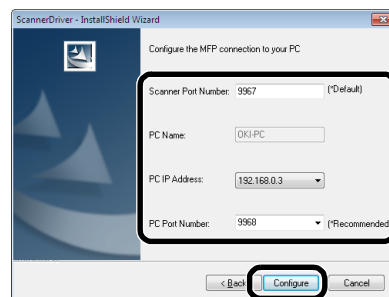 ScannerDriver - InstallShield Wizard
Configure the MFP connection to your PC
Scanner Port Number: 9967 (*Default)
PC Name: OKI-PC
PC IP Address: 192.168.0.3
PC Port Number: 9968 (*Recommended
< Back Configure Cancel